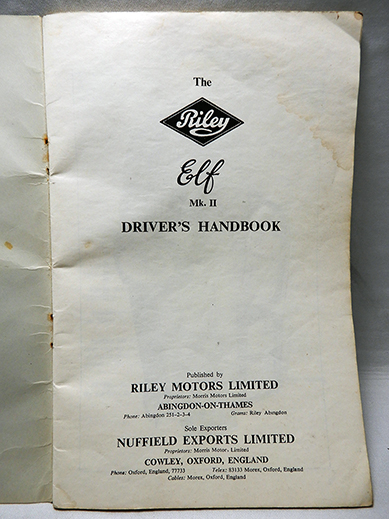 The
Riley
Elf
Mk. II
DRIVER'S HANDBOOK
Published by
RILEY MOTORS LIMITED
Proprietors: Morris Motors Limited
ABINGDON-ON-THAMES
Phone: Abingdon 251-2-3-4 Grams: Riley Abingdon
Sole Exporters
NUFFIELD EXPORTS LIMITED
Proprietors: Morris Motors Limited
COWLEY, OXFORD, ENGLAND
Phone: Oxford, England, 77733 Telex: 83133 Morex, Oxford, England
Cables: Morex, Oxford, England